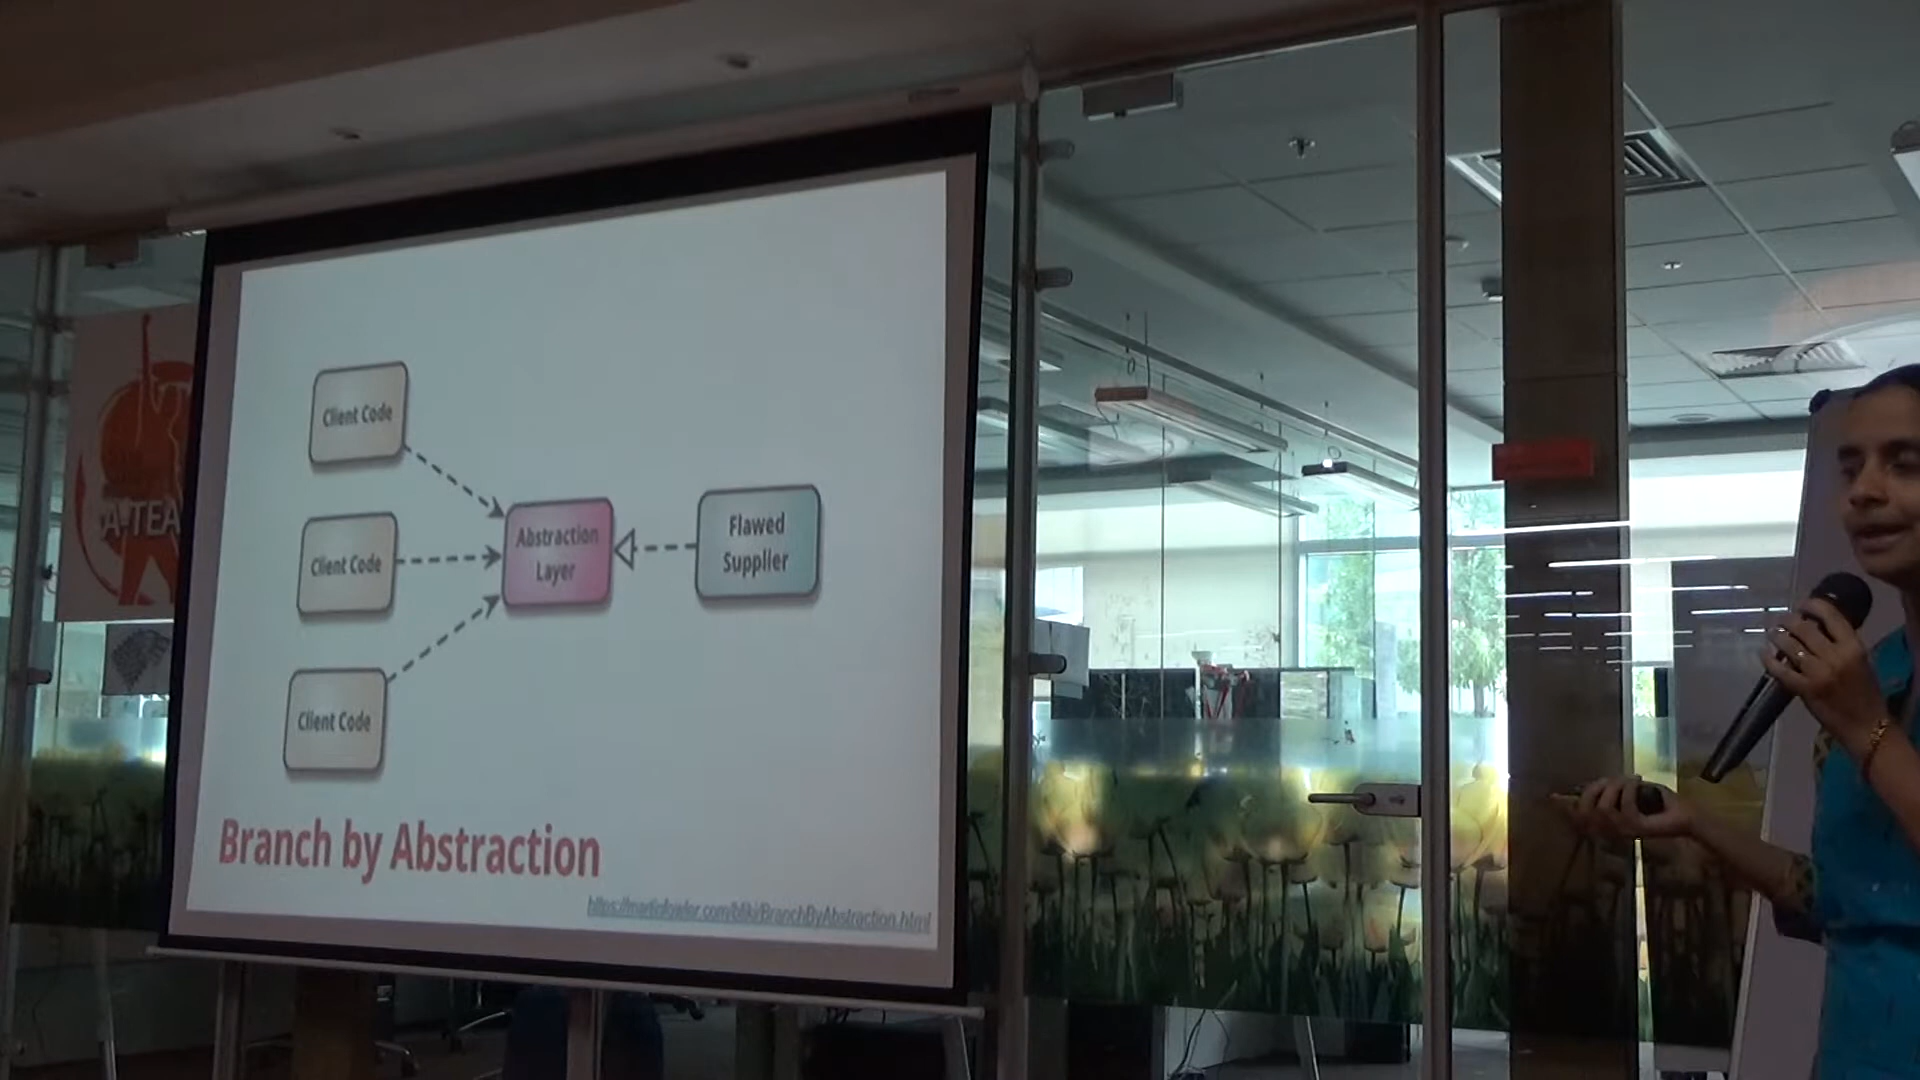 Client Code
Client Code
Client Code
Abstraction
Layer
Flawed
Supplier
Branch by Abstraction
https://martinfowler.com/bliki/BranchByAbstraction.html
A-TEA